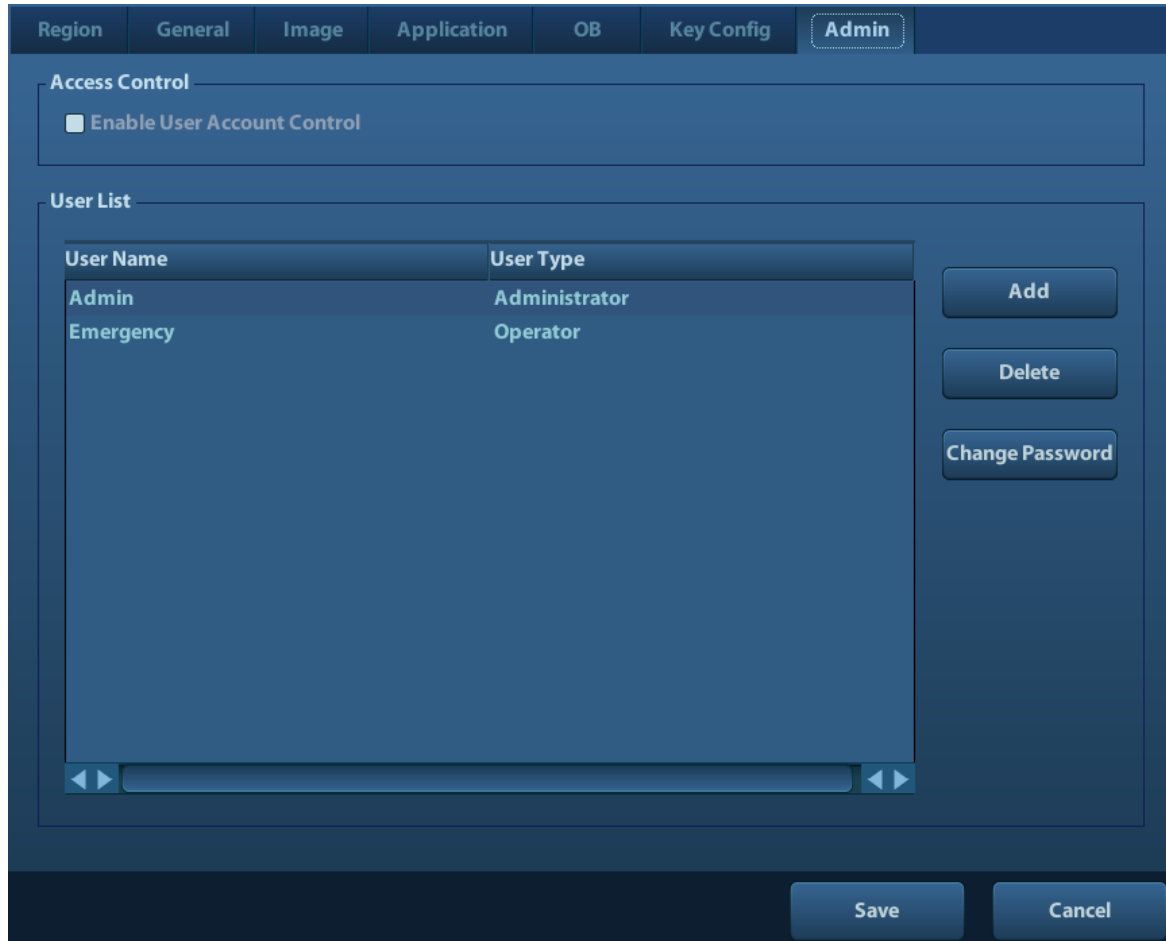 Region General Image Application OB Key Config Admin
Access Control
Enable User Account Control
User List
User Name User Type
Admin Administrator
Emergency Operator
Add
Delete
Change Password
Save Cancel